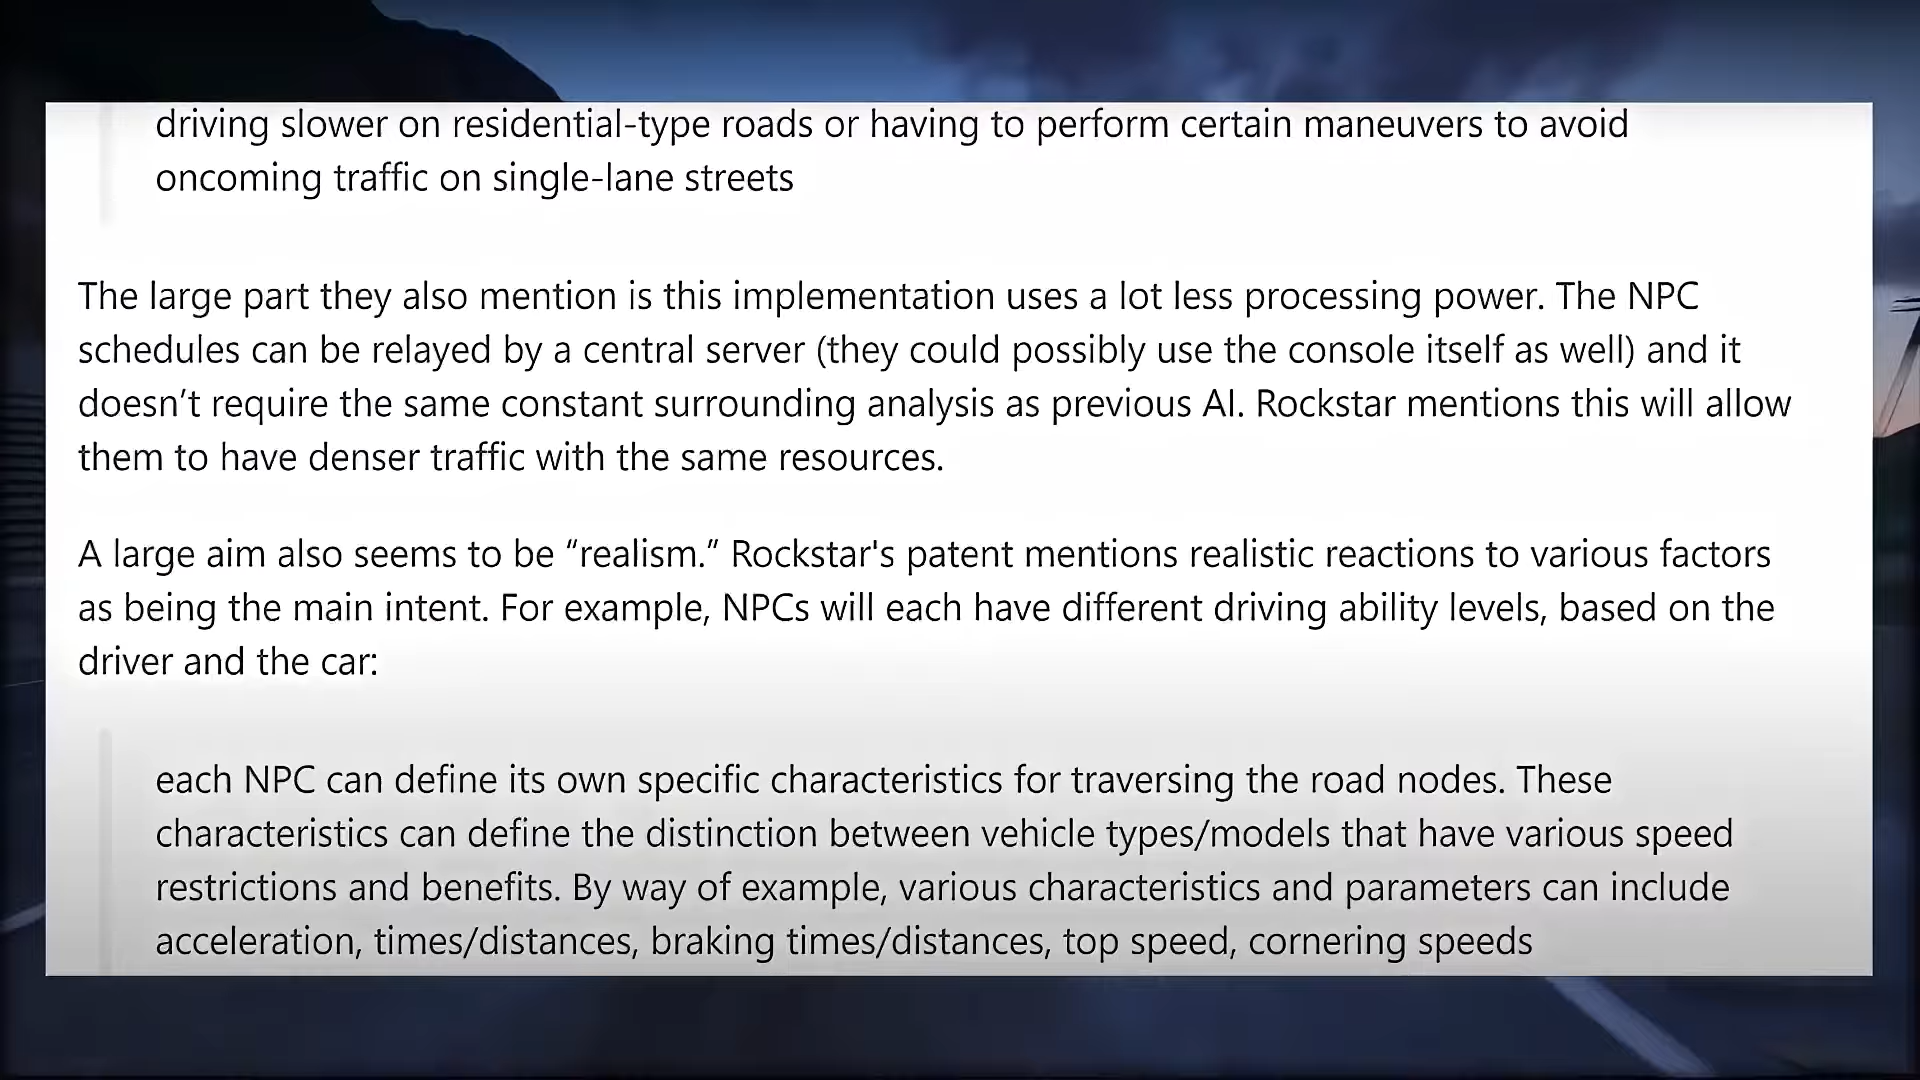 driving slower on residential-type roads or having to perform certain maneuvers to avoid
oncoming traffic on single-lane streets
The large part they also mention is this implementation uses a lot less processing power. The NPC
schedules can be relayed by a central server (they could possibly use the console itself as well) and it
doesn’t require the same constant surrounding analysis as previous AI. Rockstar mentions this will allow
them to have denser traffic with the same resources.
A large aim also seems to be “realism.” Rockstar's patent mentions realistic reactions to various factors
as being the main intent. For example, NPCs will each have different driving ability levels, based on the
driver and the car:
each NPC can define its own specific characteristics for traversing the road nodes. These
characteristics can define the distinction between vehicle types/models that have various speed
restrictions and benefits. By way of example, various characteristics and parameters can include
acceleration, times/distances, braking times/distances, top speed, cornering speeds